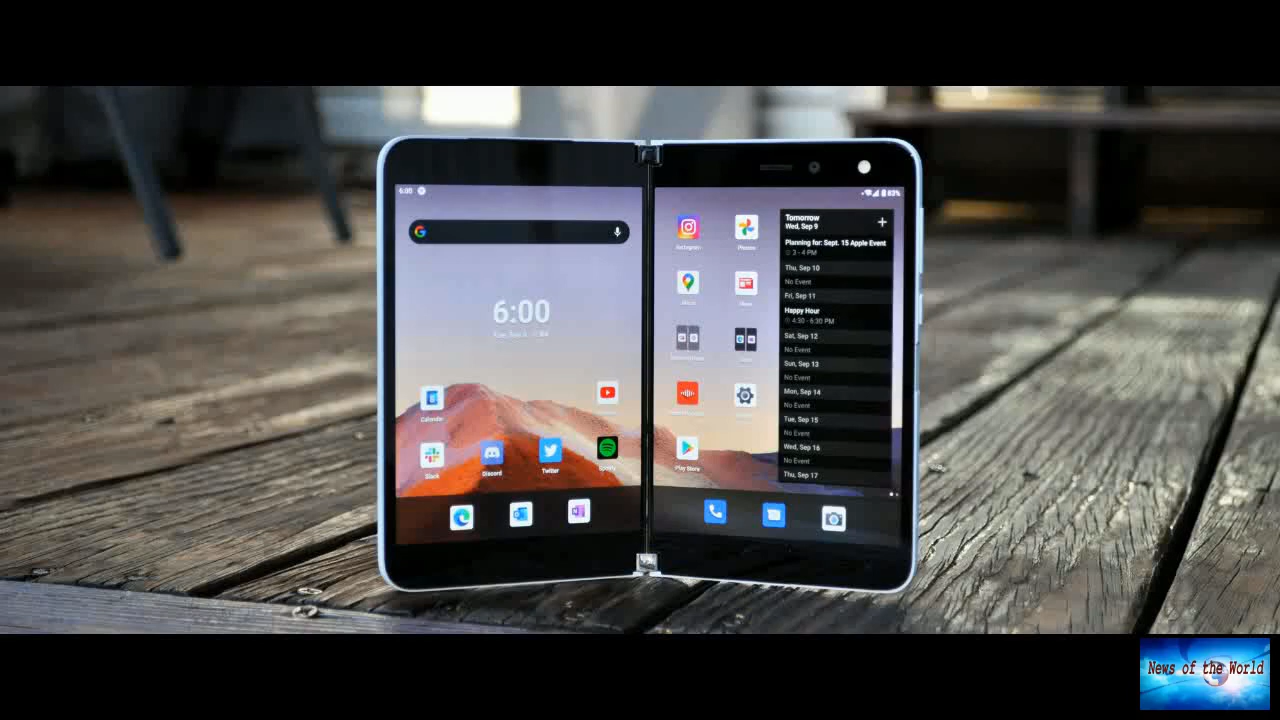 6:00
83%
6:00
Calendar
Slack
Discord
Twitter
Spotify
Instagram
Photos
Play Store
Tomorrow
Wed, Sep 9
Planning for: Sept. 15 Apple Event
3 - 4 PM
Thu, Sep 10
No Event
Fri, Sep 11
Happy Hour
4:30 - 6:30 PM
Sat, Sep 12
No Event
Sun, Sep 13
No Event
Mon, Sep 14
No Event
Tue, Sep 15
No Event
Wed, Sep 16
No Event
Thu, Sep 17
News of the World